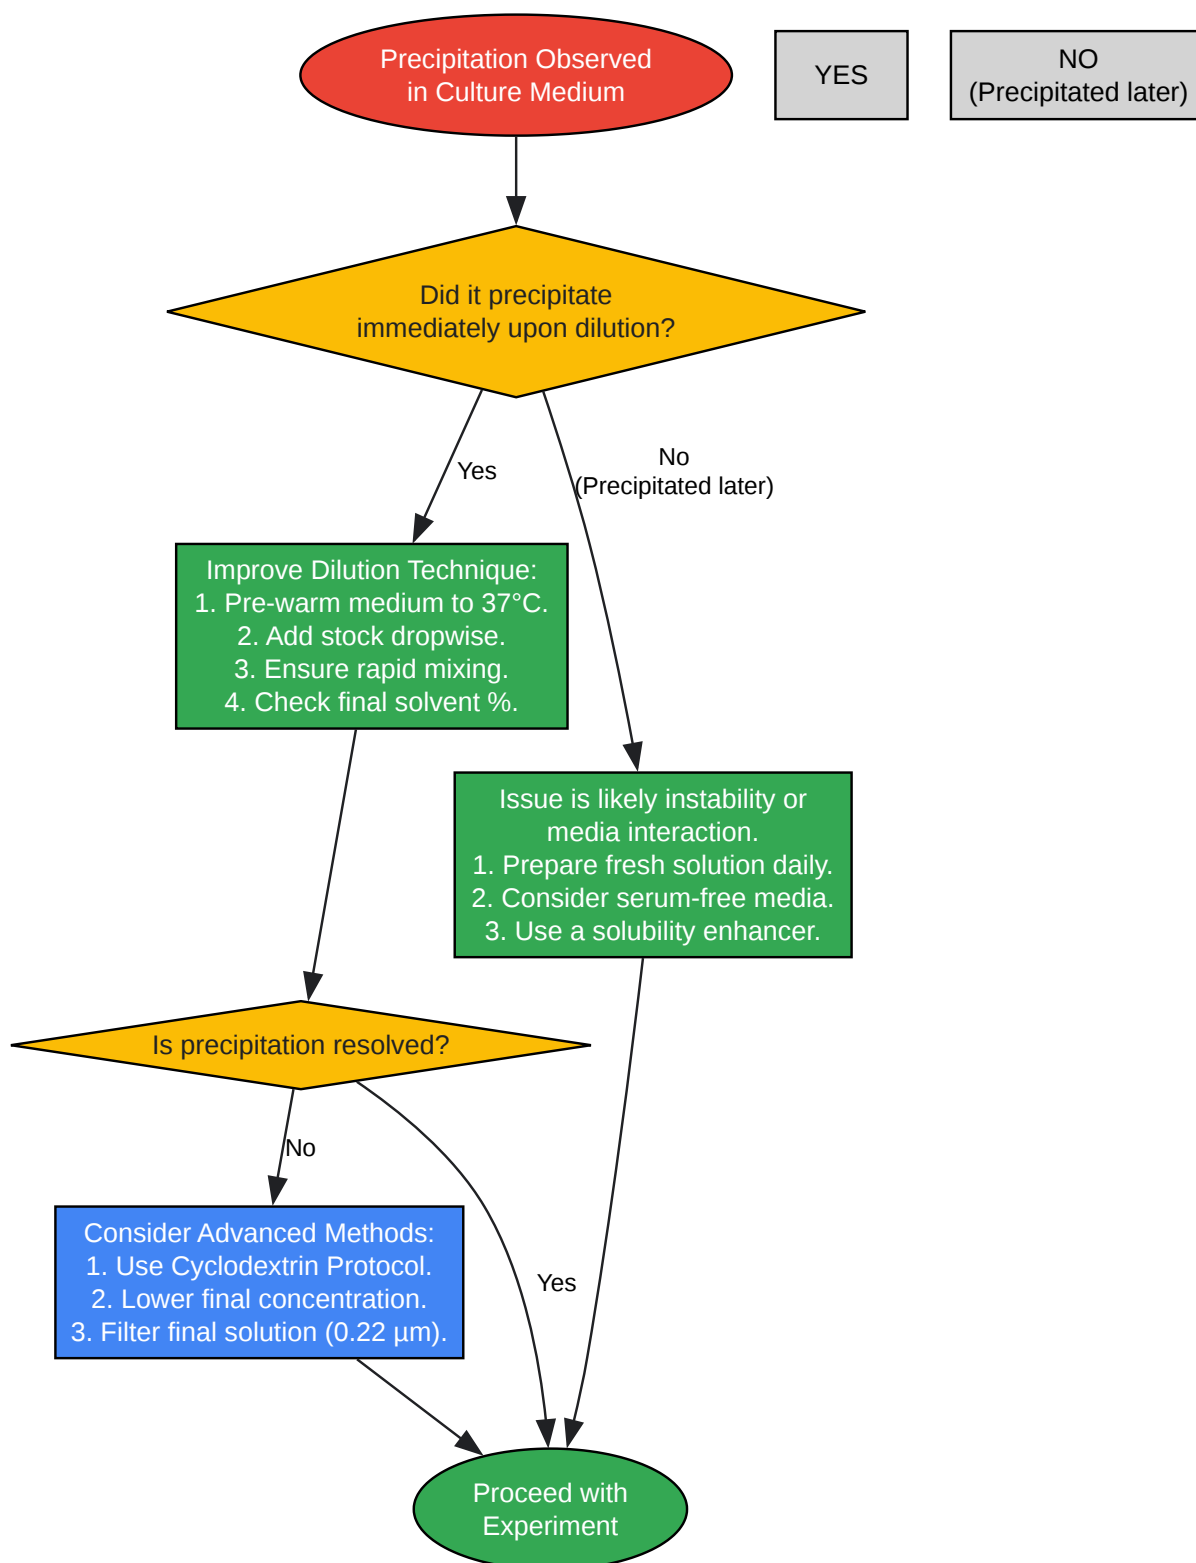 Precipitation Observed
in Culture Medium
YES
NO
(Precipitated later)
Did it precipitate
immediately upon dilution?
Yes
No
(Precipitated later)
Improve Dilution Technique:
1. Pre-warm medium to 37°C.
2. Add stock dropwise.
3. Ensure rapid mixing.
4. Check final solvent %.
Issue is likely instability or
media interaction.
1. Prepare fresh solution daily.
2. Consider serum-free media.
3. Use a solubility enhancer.
Is precipitation resolved?
No
Yes
Consider Advanced Methods:
1. Use Cyclodextrin Protocol.
2. Lower final concentration.
3. Filter final solution (0.22 µm).
Proceed with
Experiment